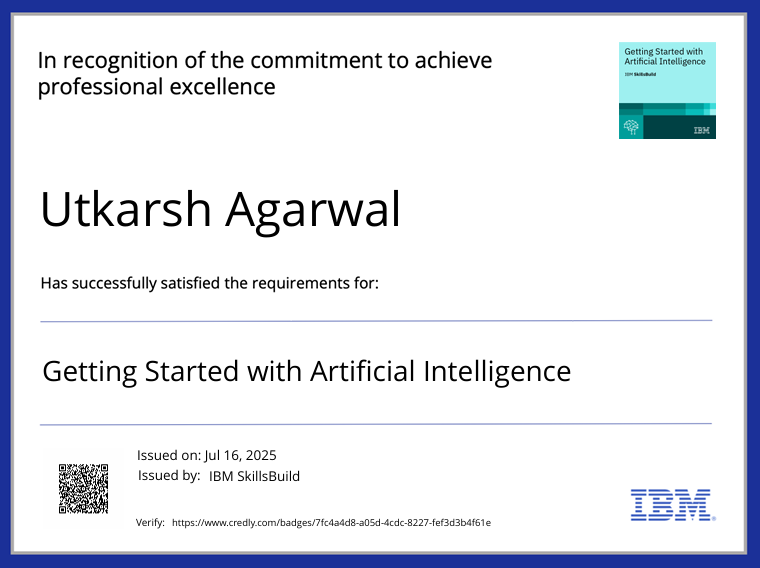 In recognition of the commitment to achieve
professional excellence
Getting Started with
Artificial Intelligence
IBM SkillsBuild
IBM
Utkarsh Agarwal
Has successfully satisfied the requirements for:
Getting Started with Artificial Intelligence
Issued on: Jul 16, 2025
Issued by: IBM SkillsBuild
Verify: https://www.credly.com/badges/7fc4a4d8-a05d-4cdc-8227-fef3d3b4f61e
IBM®